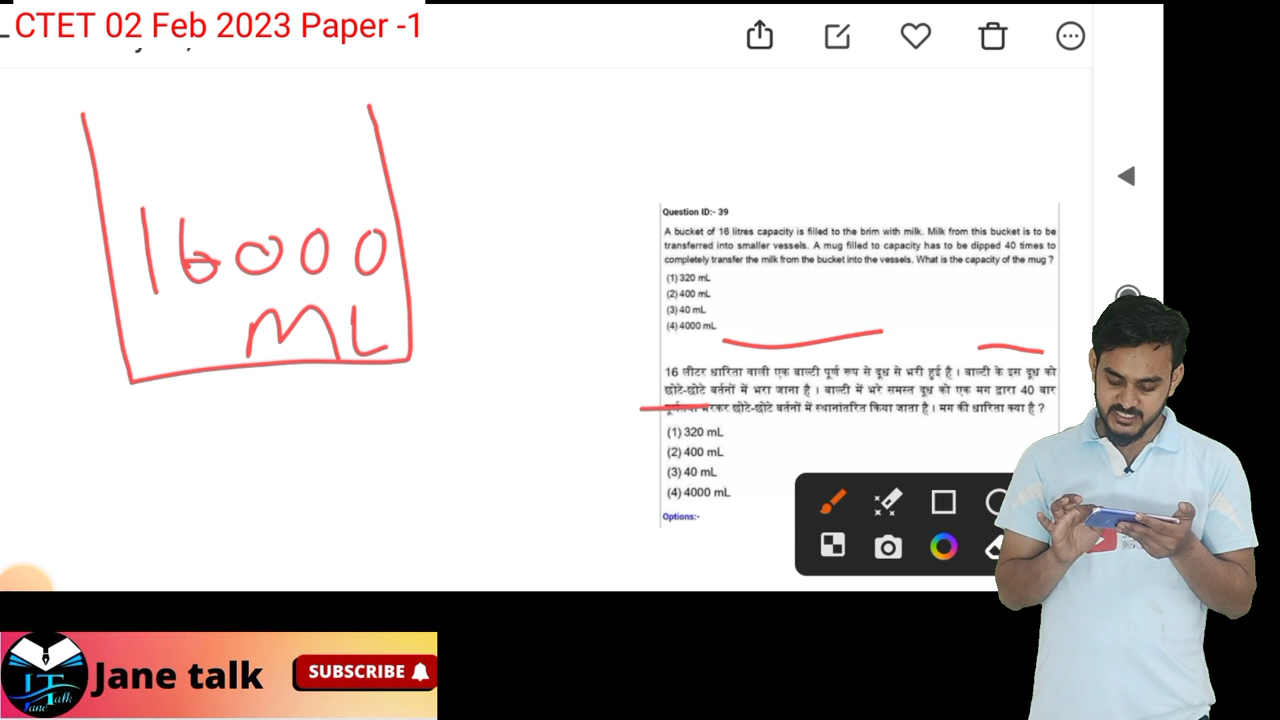 CTET 02 Feb 2023 Paper -1
16000
ML
Question ID:- 39
A bucket of 16 litres capacity is filled to the brim with milk. Milk from this bucket is to be
transferred into smaller vessels. A mug filled to capacity has to be dipped 40 times to
completely transfer the milk from the bucket into the vessels. What is the capacity of the mug ?
(1) 320 mL
(2) 400 mL
(3) 40 mL
(4) 4000 mL
16 लीटर धारिता वाली एक बाल्टी पूर्ण रूप से दूध से भरी हुई है । बाल्टी के इस दूध को
छोटे-छोटे बर्तनों में भरा जाना है । बाल्टी में भरे समस्त दूध को एक मग द्वारा 40 बार
भरकर छोटे-छोटे बर्तनों में स्थानांतरित किया जाता है । मग की धारिता क्या है ?
(1) 320 mL
(2) 400 mL
(3) 40 mL
(4) 4000 mL
Options:-
Jane talk
SUBSCRIBE